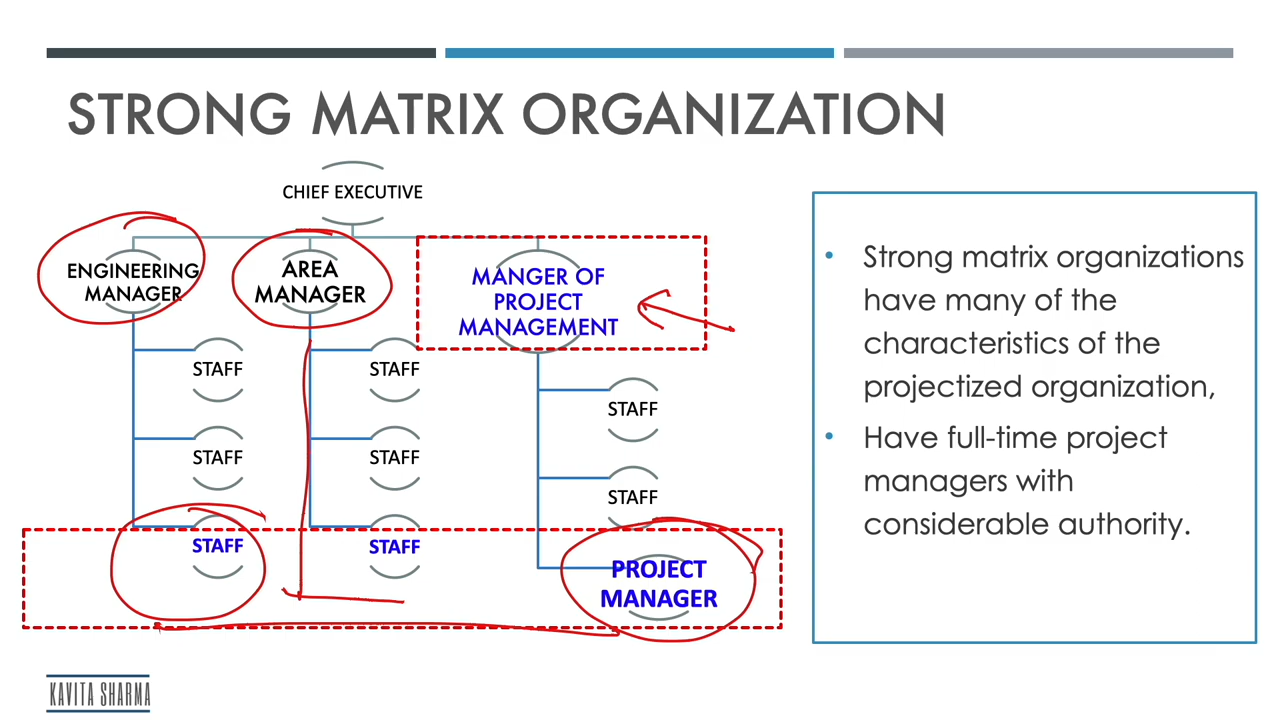 STRONG MATRIX ORGANIZATION
CHIEF EXECUTIVE
ENGINEERING
MANAGER
AREA
MANAGER
MANGER OF
PROJECT
MANAGEMENT
STAFF
STAFF
STAFF
STAFF
STAFF
STAFF
STAFF
STAFF
PROJECT
MANAGER
• Strong matrix organizations
have many of the
characteristics of the
projectized organization,
• Have full-time project
managers with
considerable authority.
KAVITA SHARMA